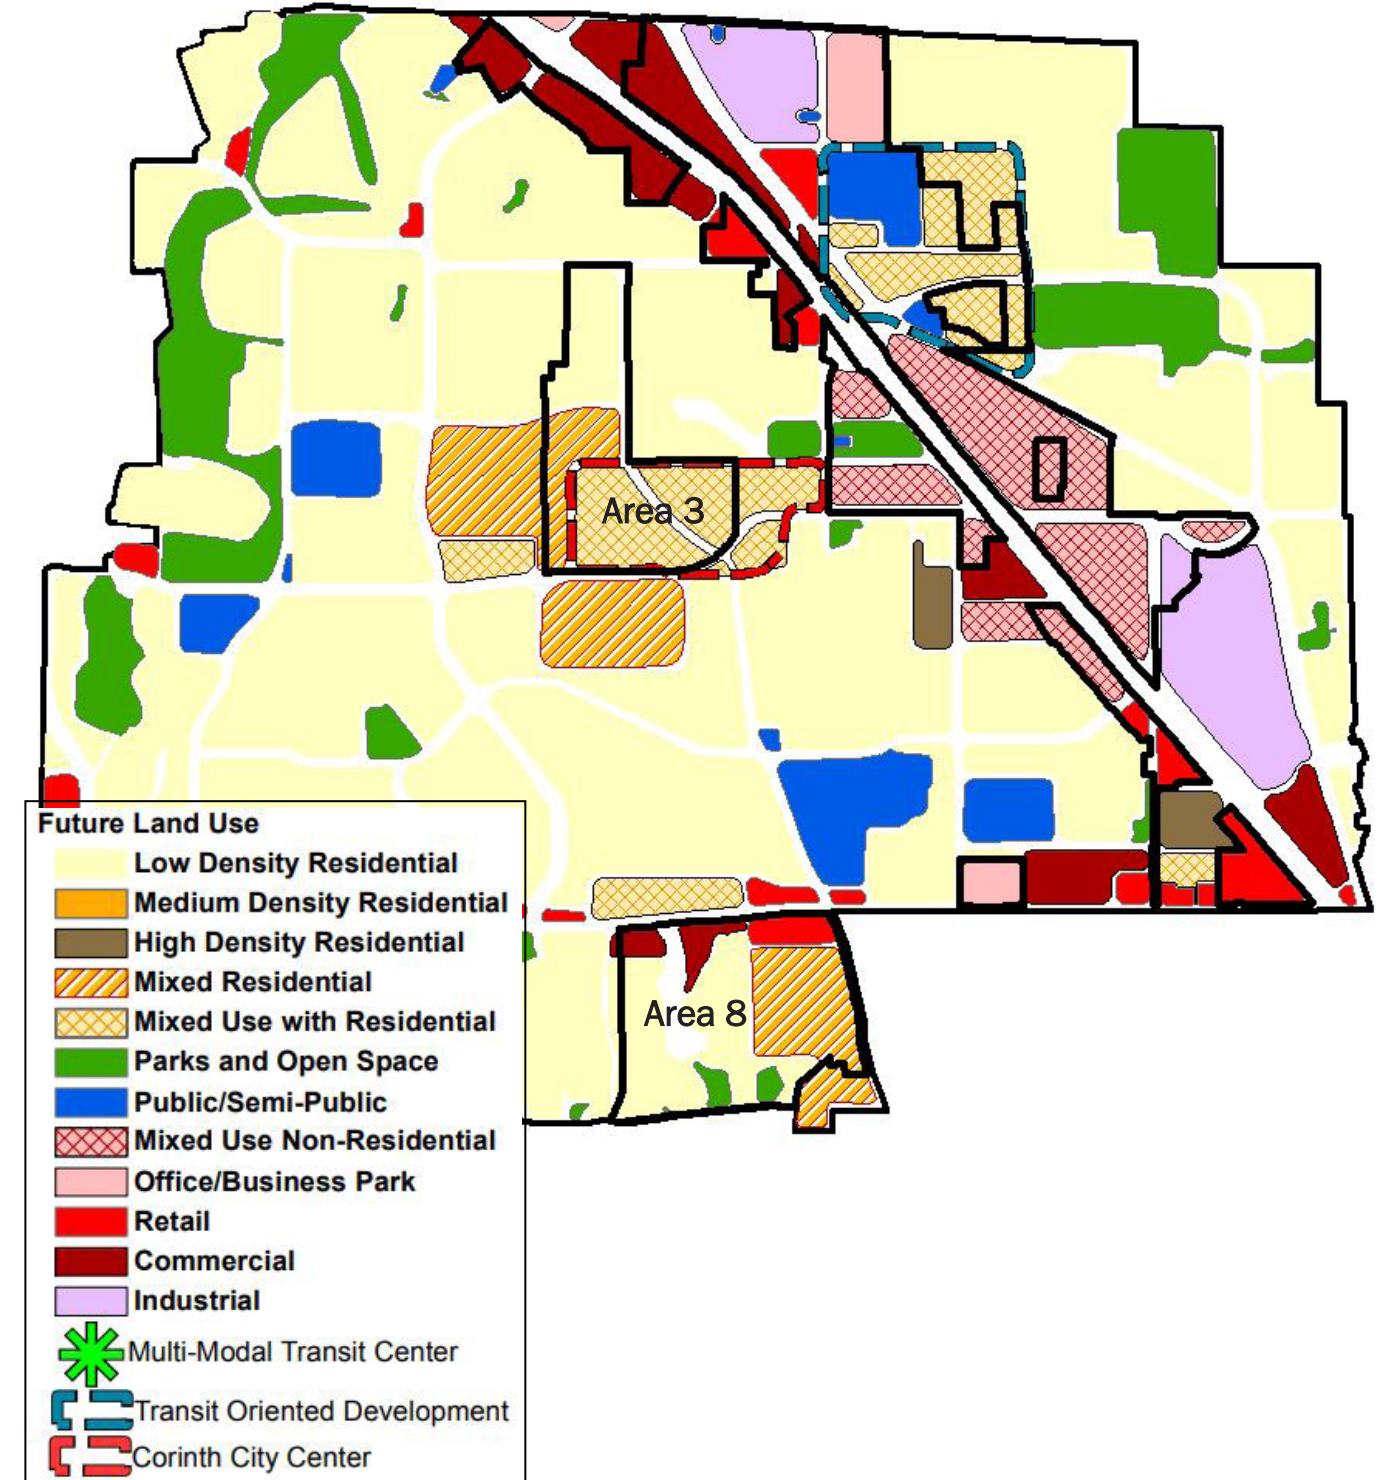 Area 3
Future Land Use
Low Density Residential
Medium Density Residential
High Density Residential
Mixed Residential
Mixed Use with Residential
Parks and Open Space
Public/Semi-Public
Mixed Use Non-Residential
Office/Business Park
Retail
Commercial
Industrial
Multi-Modal Transit Center
Transit Oriented Development
Corinth City Center
Area 8